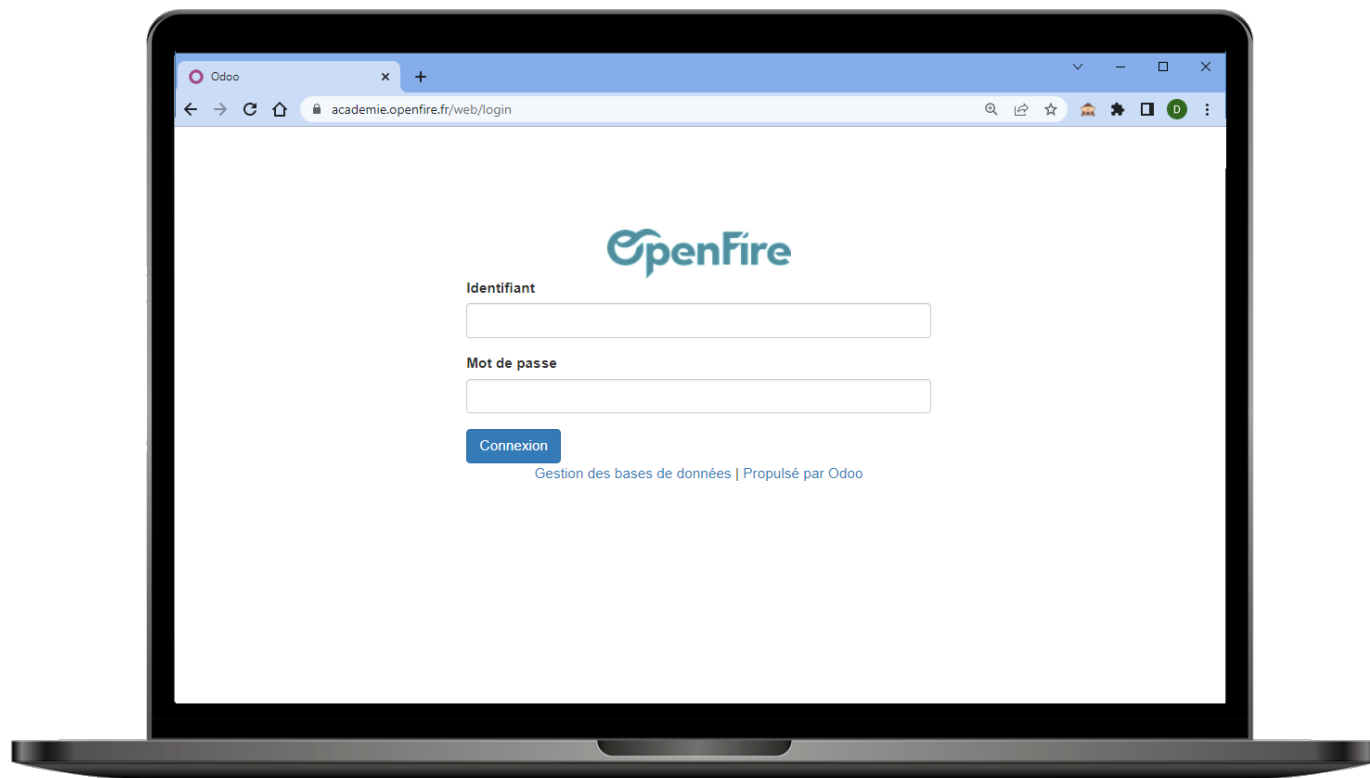 Odoo
academie.openfire.fr/web/login
D
OpenFire
Identifiant
Mot de passe
Connexion
Gestion des bases de données | Propulsé par Odoo